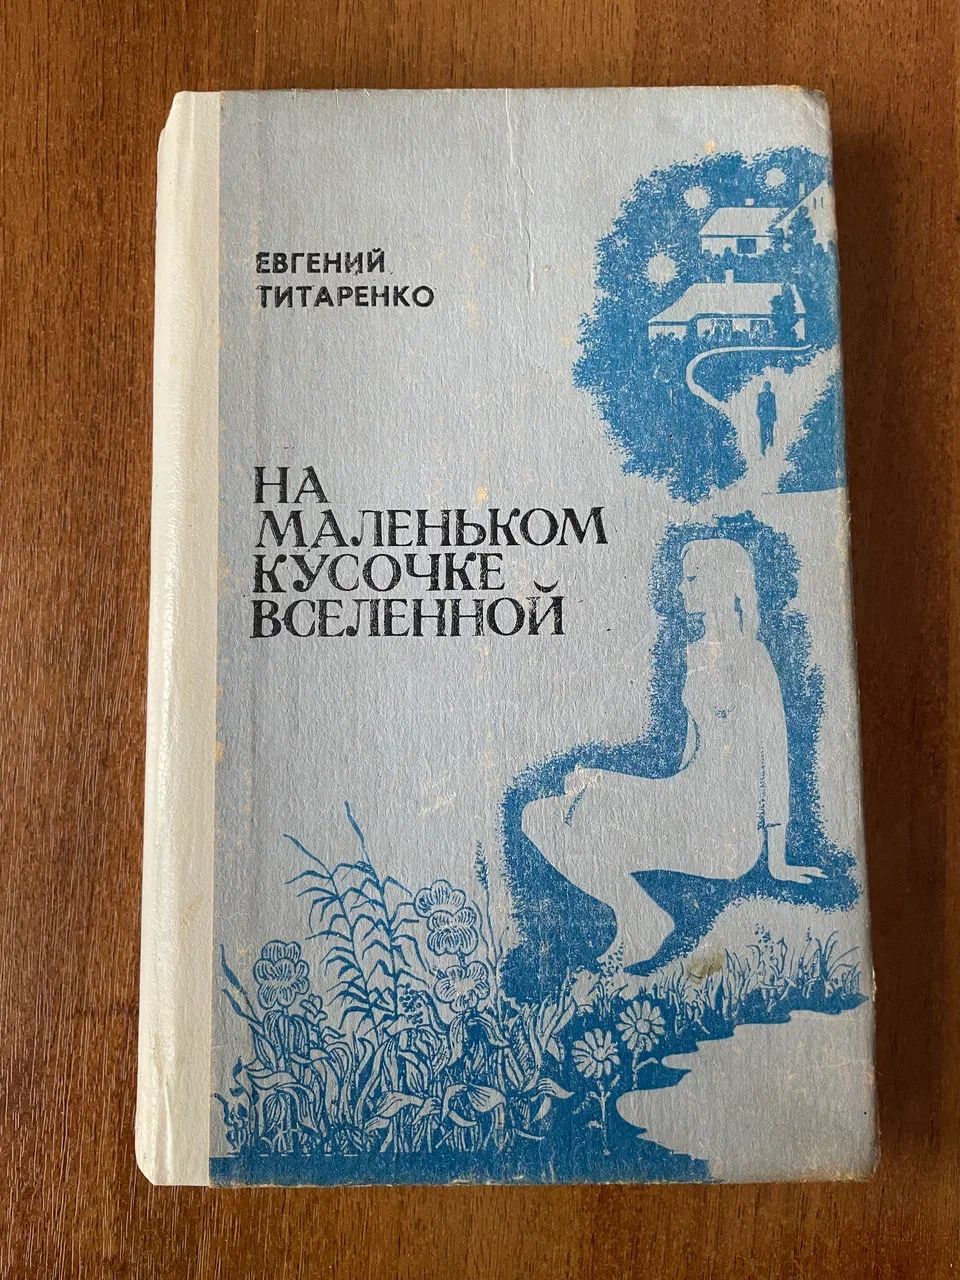 ЕВГЕНИЙ
ТИТАРЕНКО
НА
МАЛЕНЬКОМ
КУСОЧКЕ
ВСЕЛЕННОЙ